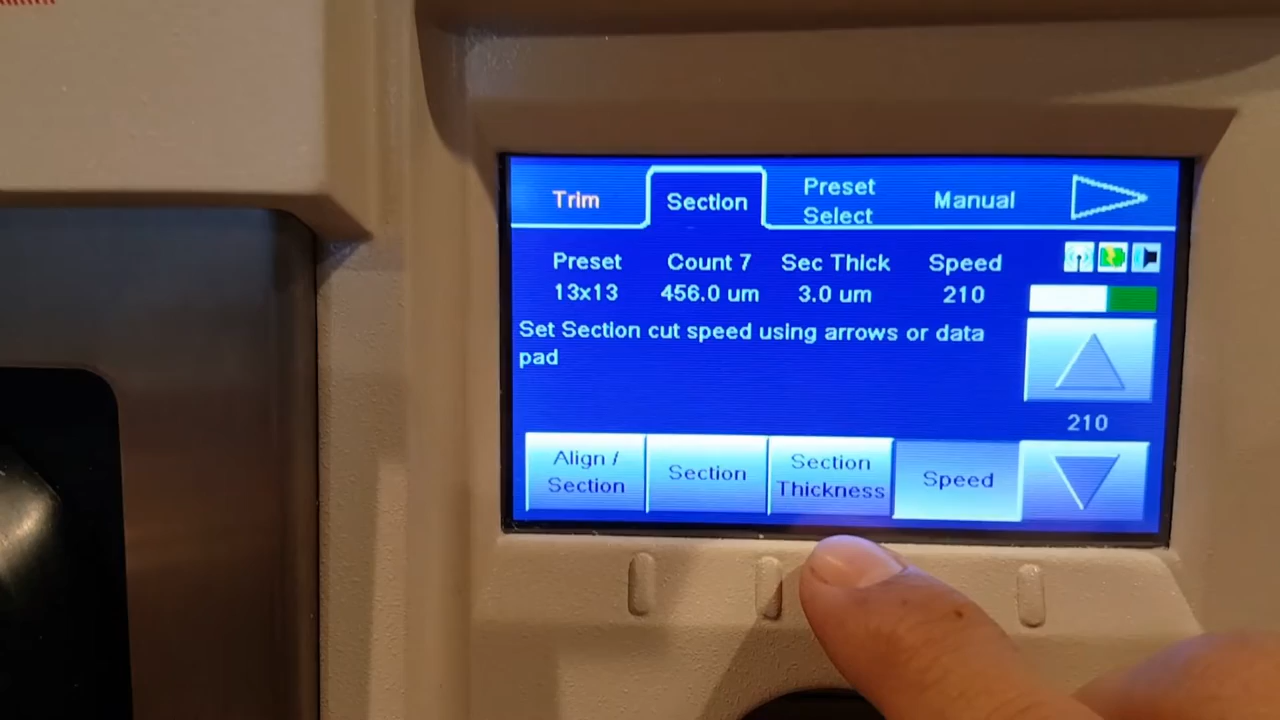 Trim
Section
Preset
Select
Manual
Preset
Count 7
Sec Thick
Speed
13x13
456.0 um
3.0 um
210
Set Section cut speed using arrows or data
pad
210
Align /
Section
Section
Section
Thickness
Speed